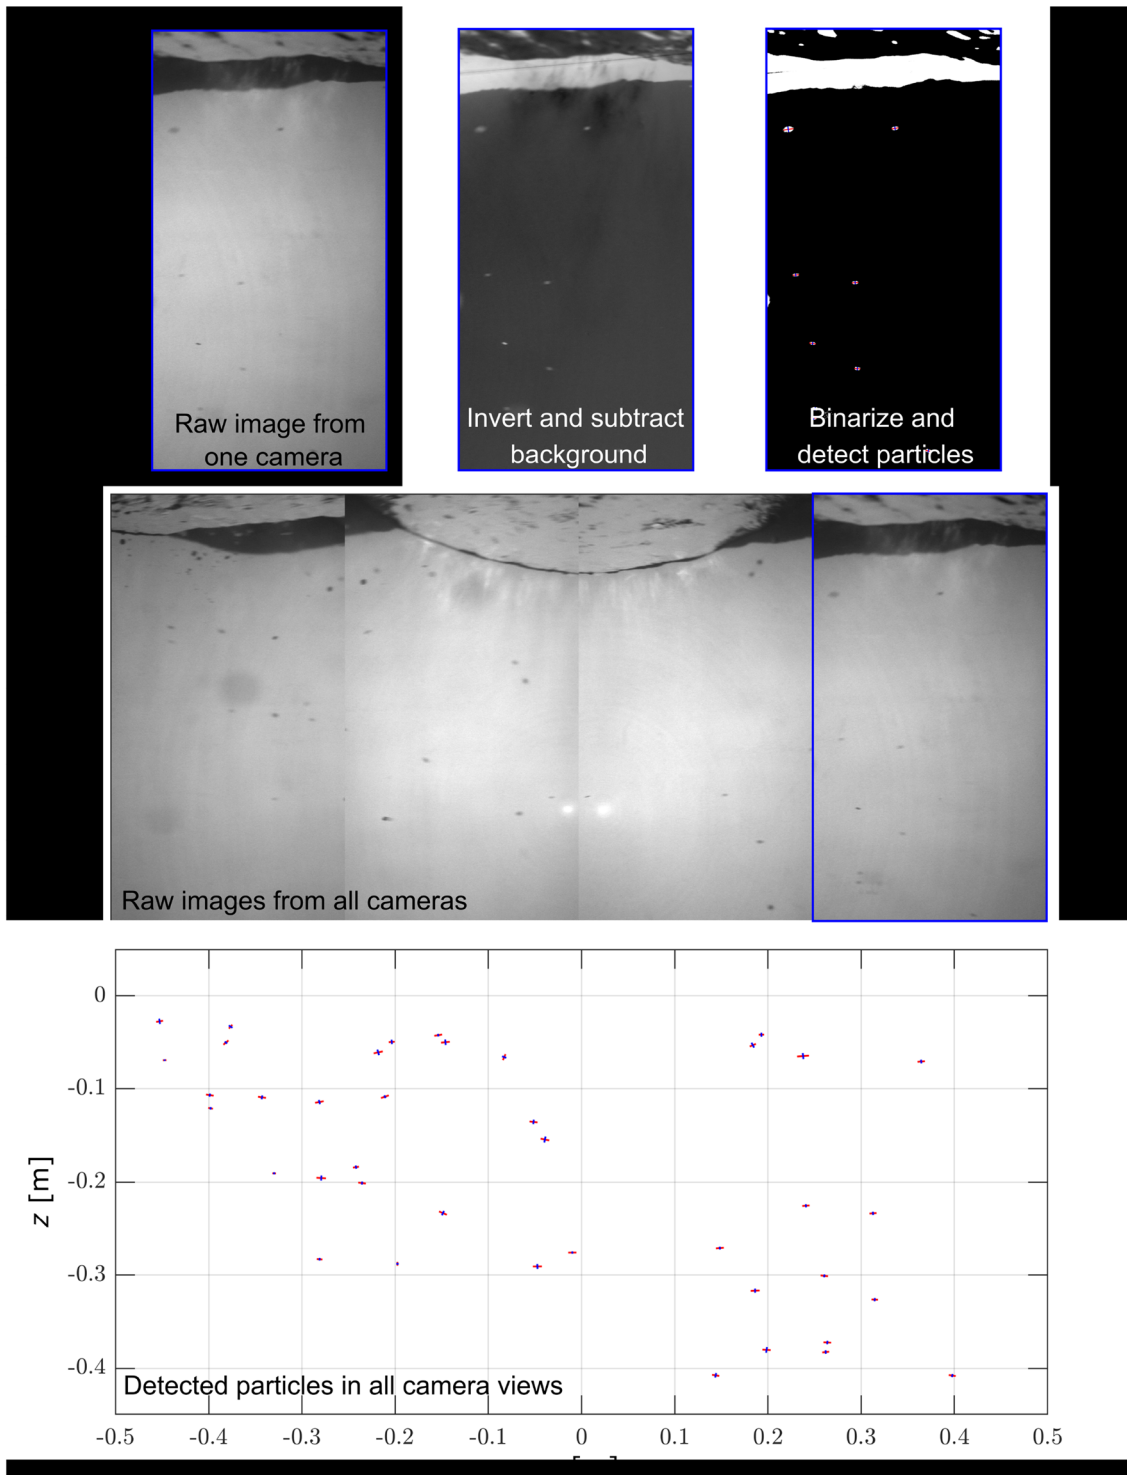 Raw image from
one camera
Invert and subtract
background
Binarize and
detect particles
Raw images from all cameras
z [m]
0
-0.1
-0.2
-0.3
-0.4
Detected particles in all camera views
-0.5 -0.4 -0.3 -0.2 -0.1 0 0.1 0.2 0.3 0.4 0.5